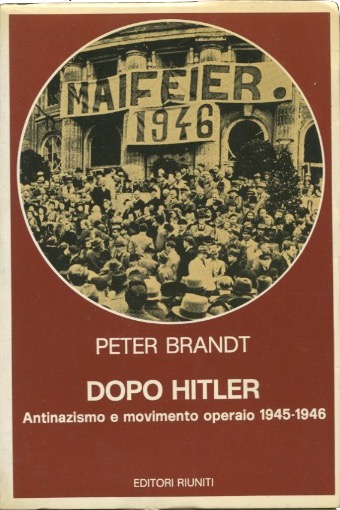 MAIFEIER.
1946
PETER BRANDT
DOPO HITLER
Antinazismo e movimento operaio 1945-1946
EDITORI RIUNITI